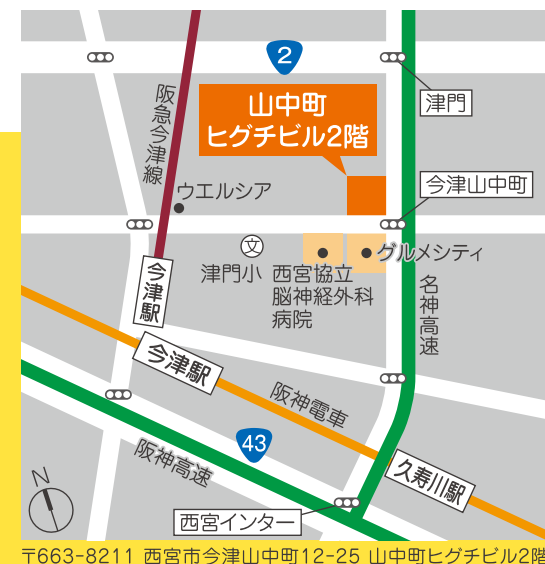 2
山中町
ヒグチビル2階
津門
阪急今津線
今津山中町
ウエルシア
文
津門小
西宮協立
脳神経外科
病院
グルメシティ
名神高速
今津駅
今津駅
阪神電車
43
阪神高速
久寿川駅
N
西宮インター
〒663-8211 西宮市今津山中町12-25 山中町ヒグチビル2階